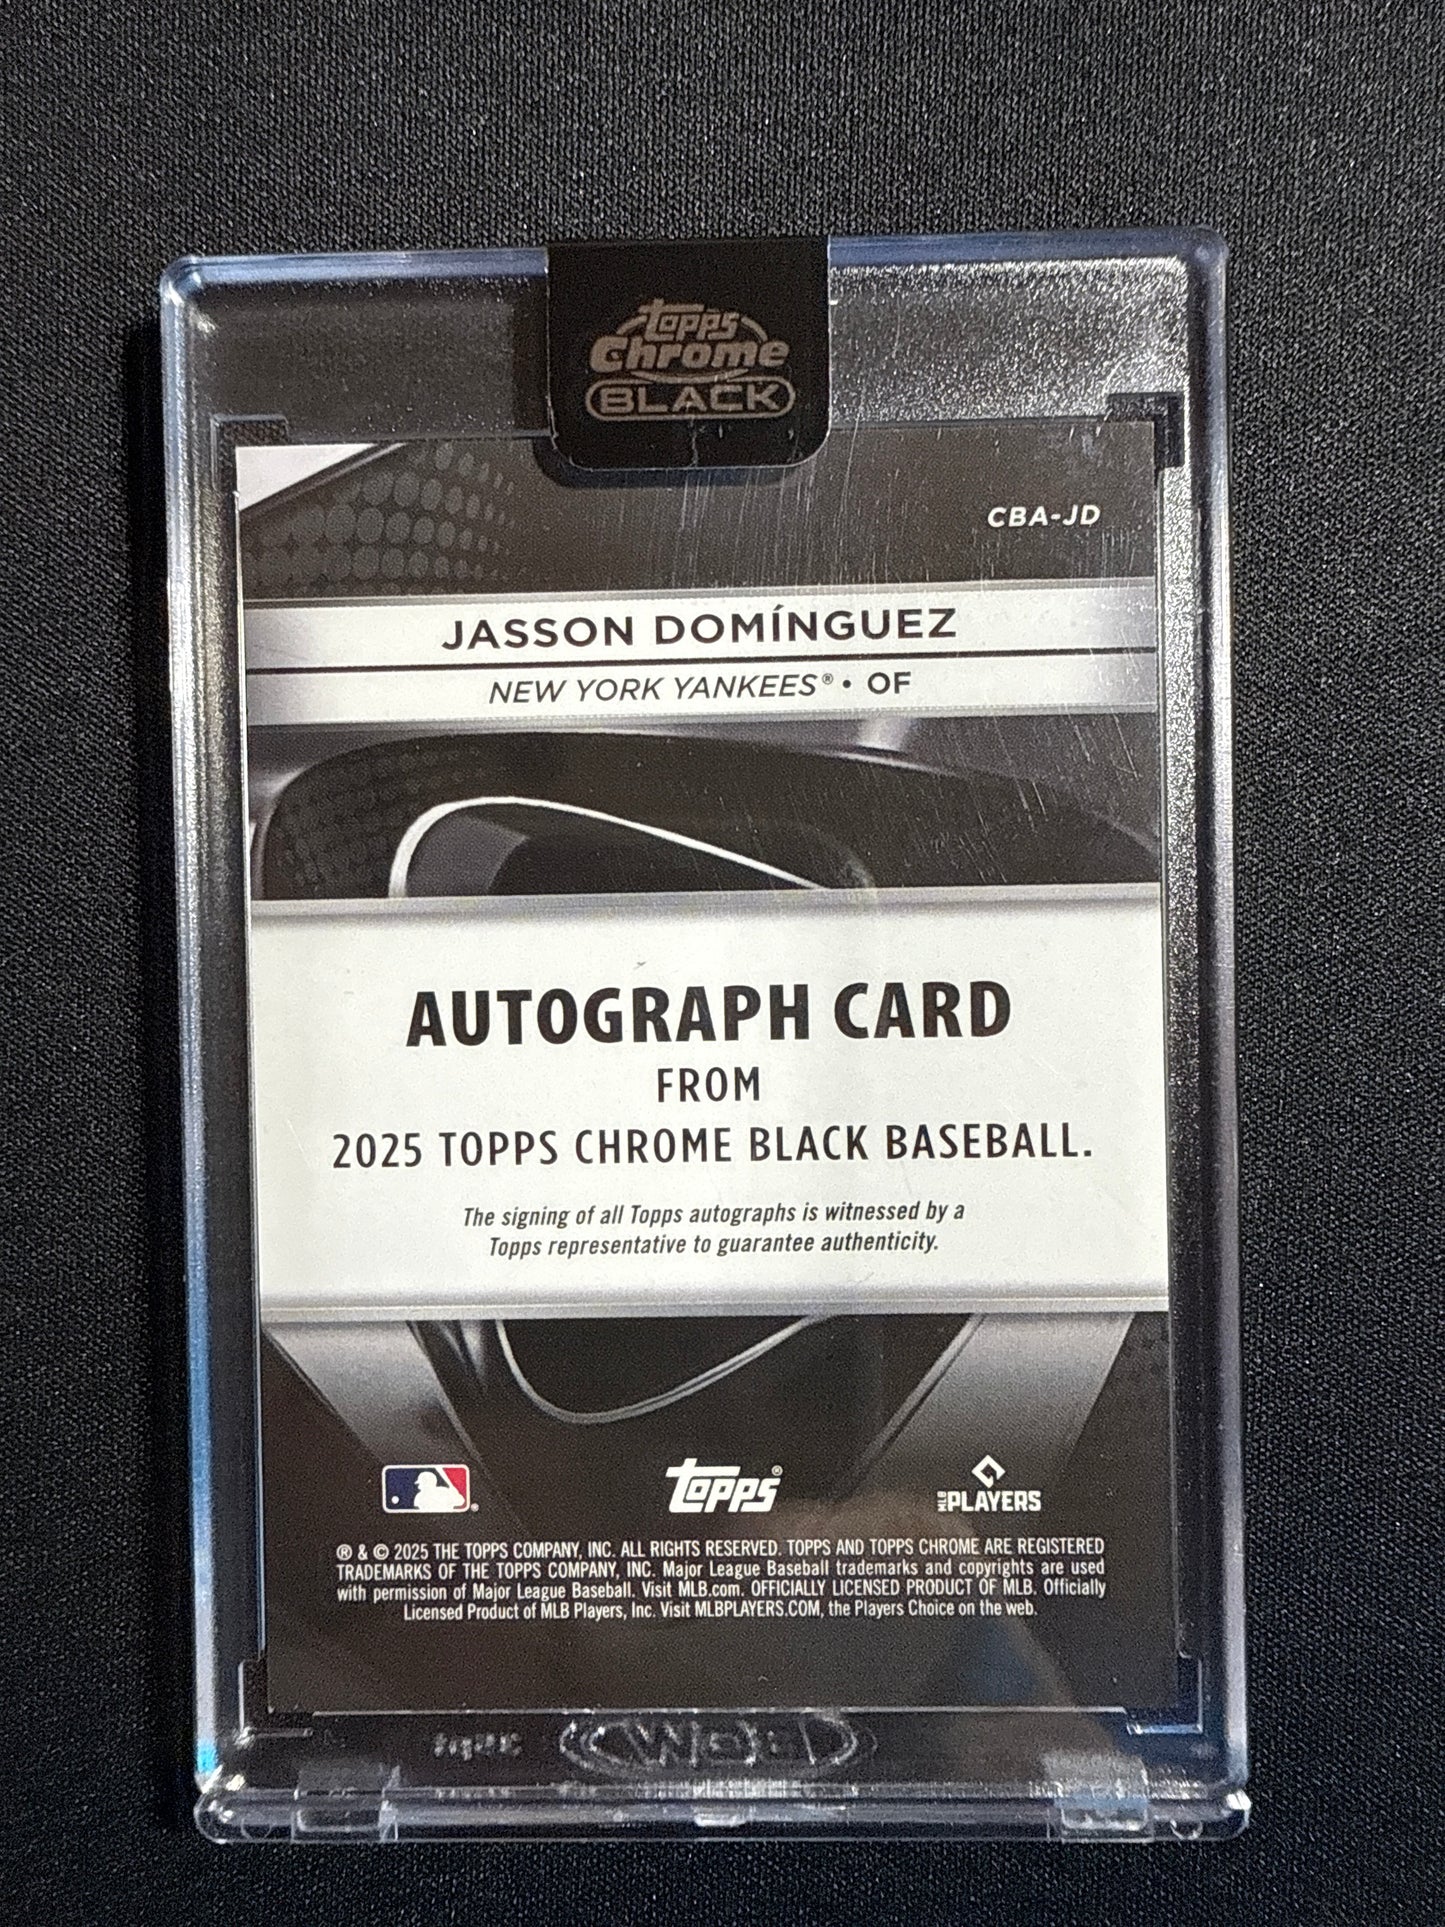 Topps
Chrome
BLACK
CBA-JD
JASSON DOMÍNGUEZ
NEW YORK YANKEES® • OF
AUTOGRAPH CARD
FROM
2025 TOPPS CHROME BLACK BASEBALL.
The signing of all Topps autographs is witnessed by a
Topps representative to guarantee authenticity.
Topps®
MLB PLAYERS
® & © 2025 THE TOPPS COMPANY, INC. ALL RIGHTS RESERVED. TOPPS AND TOPPS CHROME ARE REGISTERED
TRADEMARKS OF THE TOPPS COMPANY, INC. Major League Baseball trademarks and copyrights are used
with permission of Major League Baseball. Visit MLB.com. OFFICIALLY LICENSED PRODUCT OF MLB. Officially
Licensed Product of MLB Players, Inc. Visit MLBPLAYERS.COM, the Players Choice on the web.